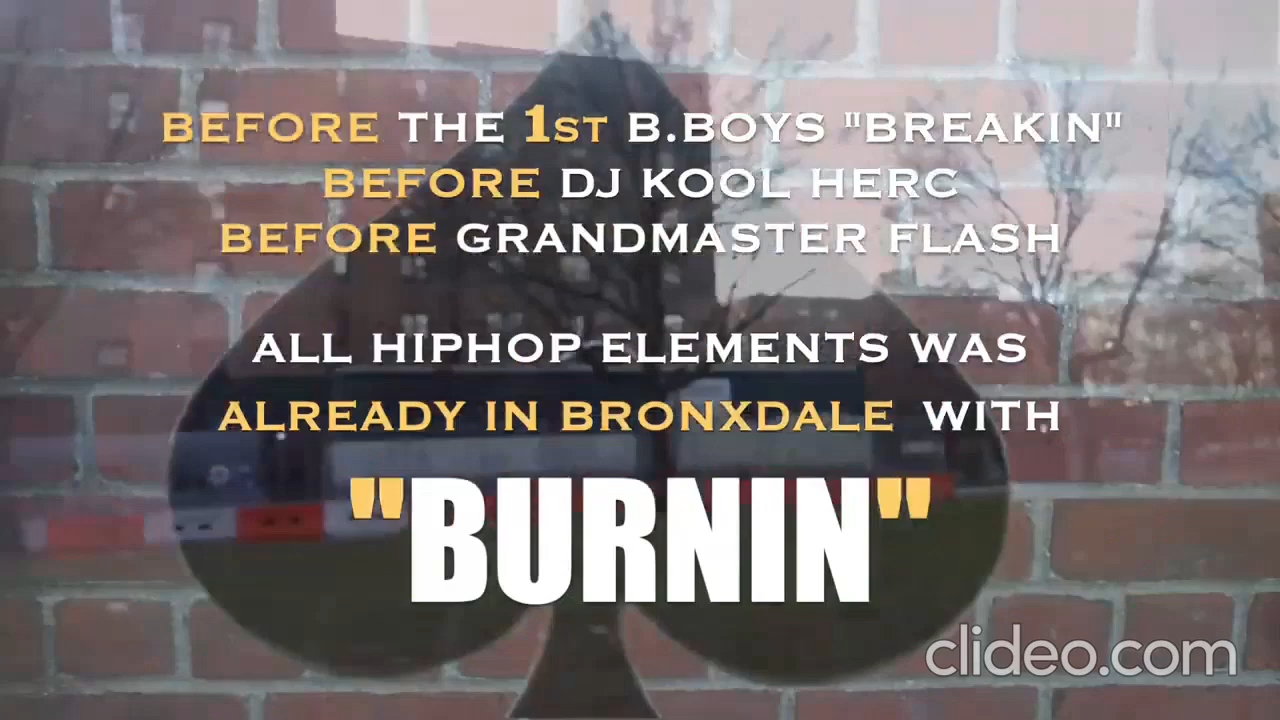 BEFORE THE 1ST B.BOYS "BREAKIN"
BEFORE DJ KOOL HERC
BEFORE GRANDMASTER FLASH
ALL HIPHOP ELEMENTS WAS
ALREADY IN BRONXDALE WITH
"BURNIN"
clideo.com